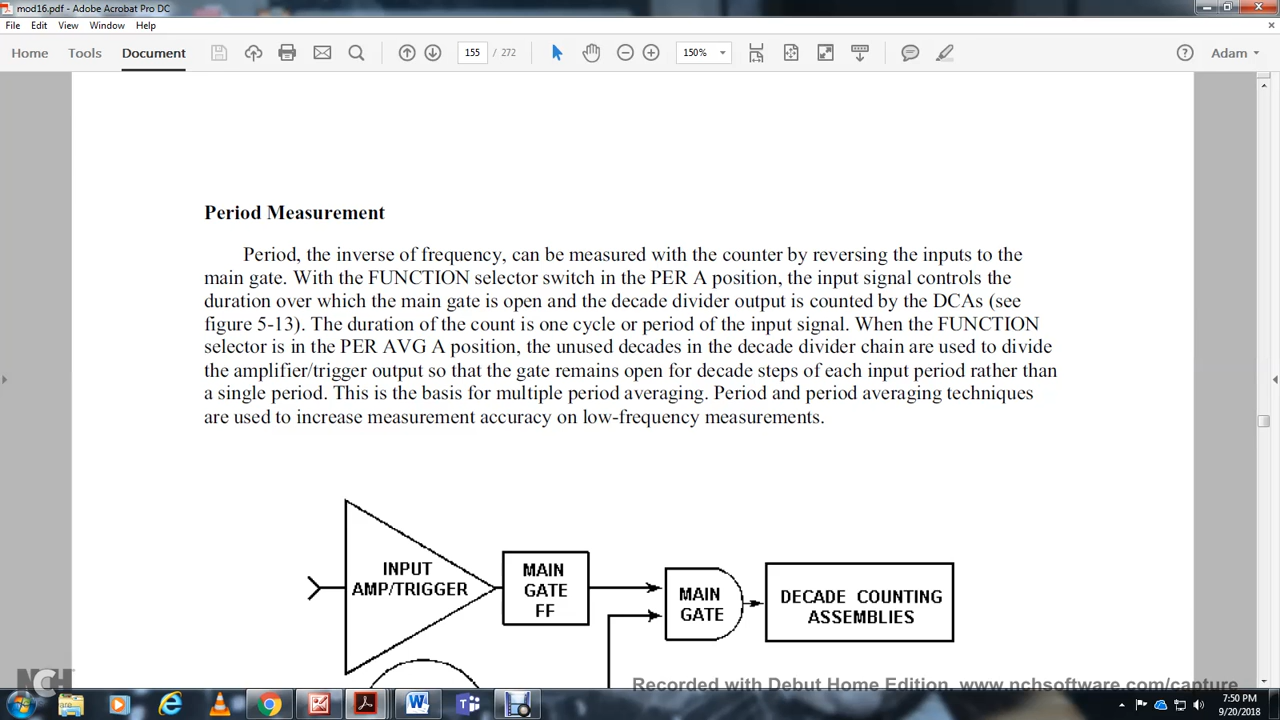 mod16.pdf - Adobe Acrobat Pro DC
File Edit View Window Help
Home Tools Document 155 / 272 150% Adam
Period Measurement
Period, the inverse of frequency, can be measured with the counter by reversing the inputs to the
main gate. With the FUNCTION selector switch in the PER A position, the input signal controls the
duration over which the main gate is open and the decade divider output is counted by the DCAs (see
figure 5-13). The duration of the count is one cycle or period of the input signal. When the FUNCTION
selector is in the PER AVG A position, the unused decades in the decade divider chain are used to divide
the amplifier/trigger output so that the gate remains open for decade steps of each input period rather than
a single period. This is the basis for multiple period averaging. Period and period averaging techniques
are used to increase measurement accuracy on low-frequency measurements.
INPUT
AMP/TRIGGER
MAIN
GATE
FF
MAIN
GATE
DECADE COUNTING
ASSEMBLIES
NCH
Recorded with Debut Home Edition. www.nchsoftware.com/capture
7:50 PM
9/20/2018